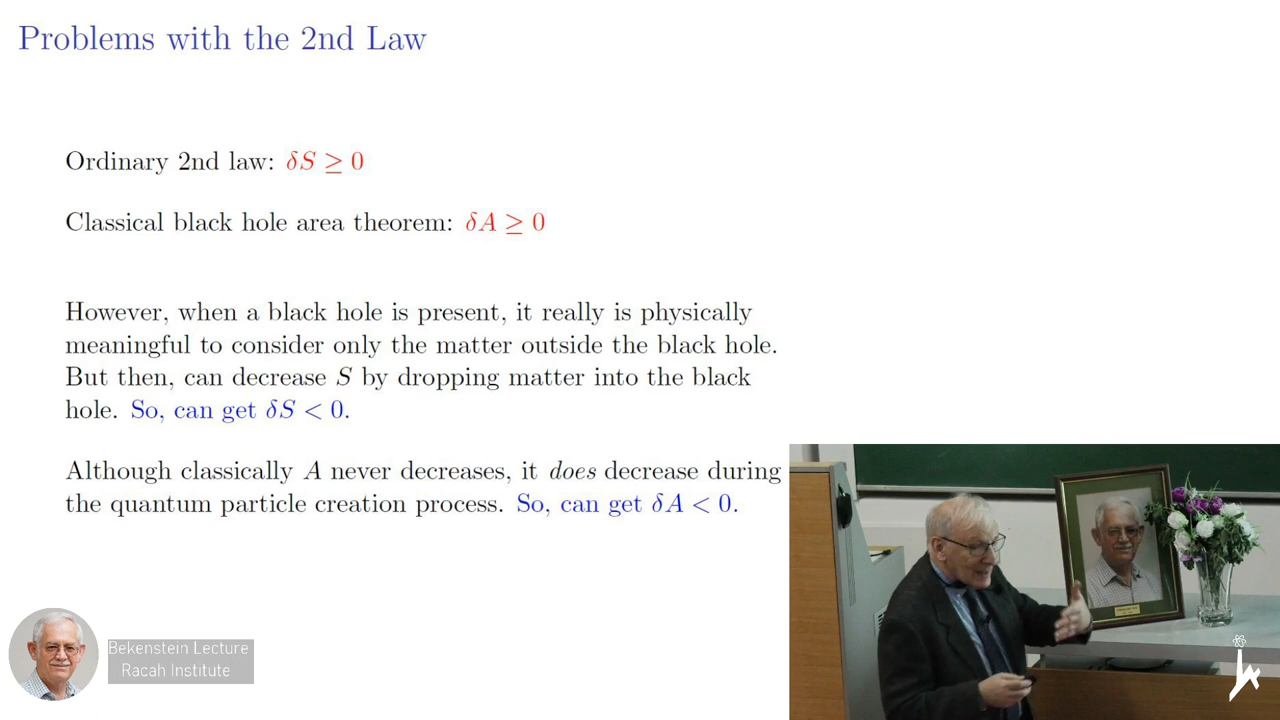 Problems with the 2nd Law
Ordinary 2nd law: δS ≥ 0
Classical black hole area theorem: δA ≥ 0
However, when a black hole is present, it really is physically
meaningful to consider only the matter outside the black hole.
But then, can decrease S by dropping matter into the black
hole. So, can get δS < 0.
Although classically A never decreases, it does decrease during
the quantum particle creation process. So, can get δA < 0.
Bekenstein Lecture
Racah Institute